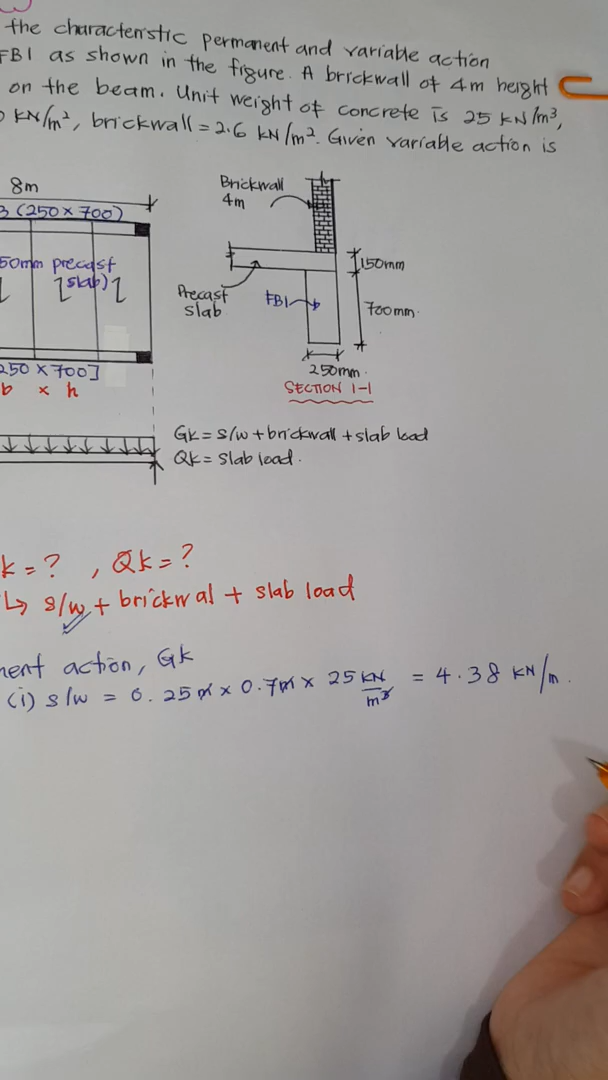 the characteristic permanent and variable action
FB1 as shown in the figure. A brickwall of 4m height
on the beam. Unit weight of concrete is 25 kN/m³,
kN/m², brickwall = 2.6 kN/m². Given variable action is
8m
(250 x 700)
50mm precast
slab)
250 x 700]
b x h
Brickwall
4m
Precast
slab
FB1
150mm
700mm
250mm
SECTION 1-1
Gk = s/w + brickwall + slab load
Qk = slab load.
k = ? , Qk = ?
↳ s/w + brickwal + slab load
ment action, Gk
(i) s/w = 0.25m x 0.7m x 25 kN/m³ = 4.38 kN/m.